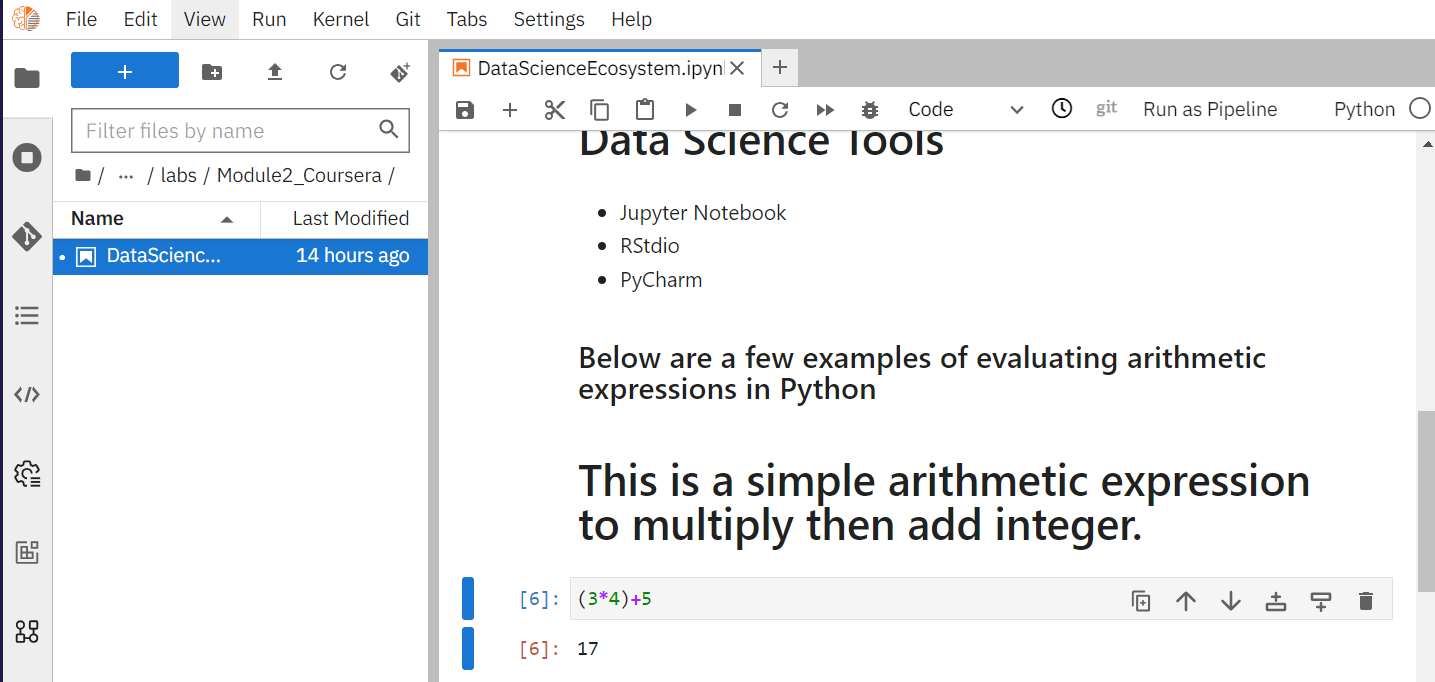 File Edit View Run Kernel Git Tabs Settings Help
Filter files by name
/ ... / labs / Module2_Coursera /
Name Last Modified
DataScienc... 14 hours ago
DataScienceEcosystem.ipyn
Code git Run as Pipeline Python
Data Science Tools
• Jupyter Notebook
• RStdio
• PyCharm
Below are a few examples of evaluating arithmetic
expressions in Python
This is a simple arithmetic expression
to multiply then add integer.
[6]: (3*4)+5
[6]: 17